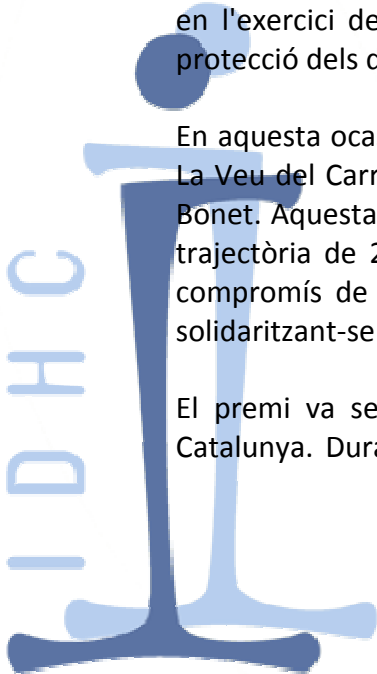 en l'exercici de
protecció dels d
En aquesta oca
La Veu del Carr
Bonet. Aquesta
trajectòria de 2
compromís de
solidaritzant-se
El premi va se
Catalunya. Dura
IDHC